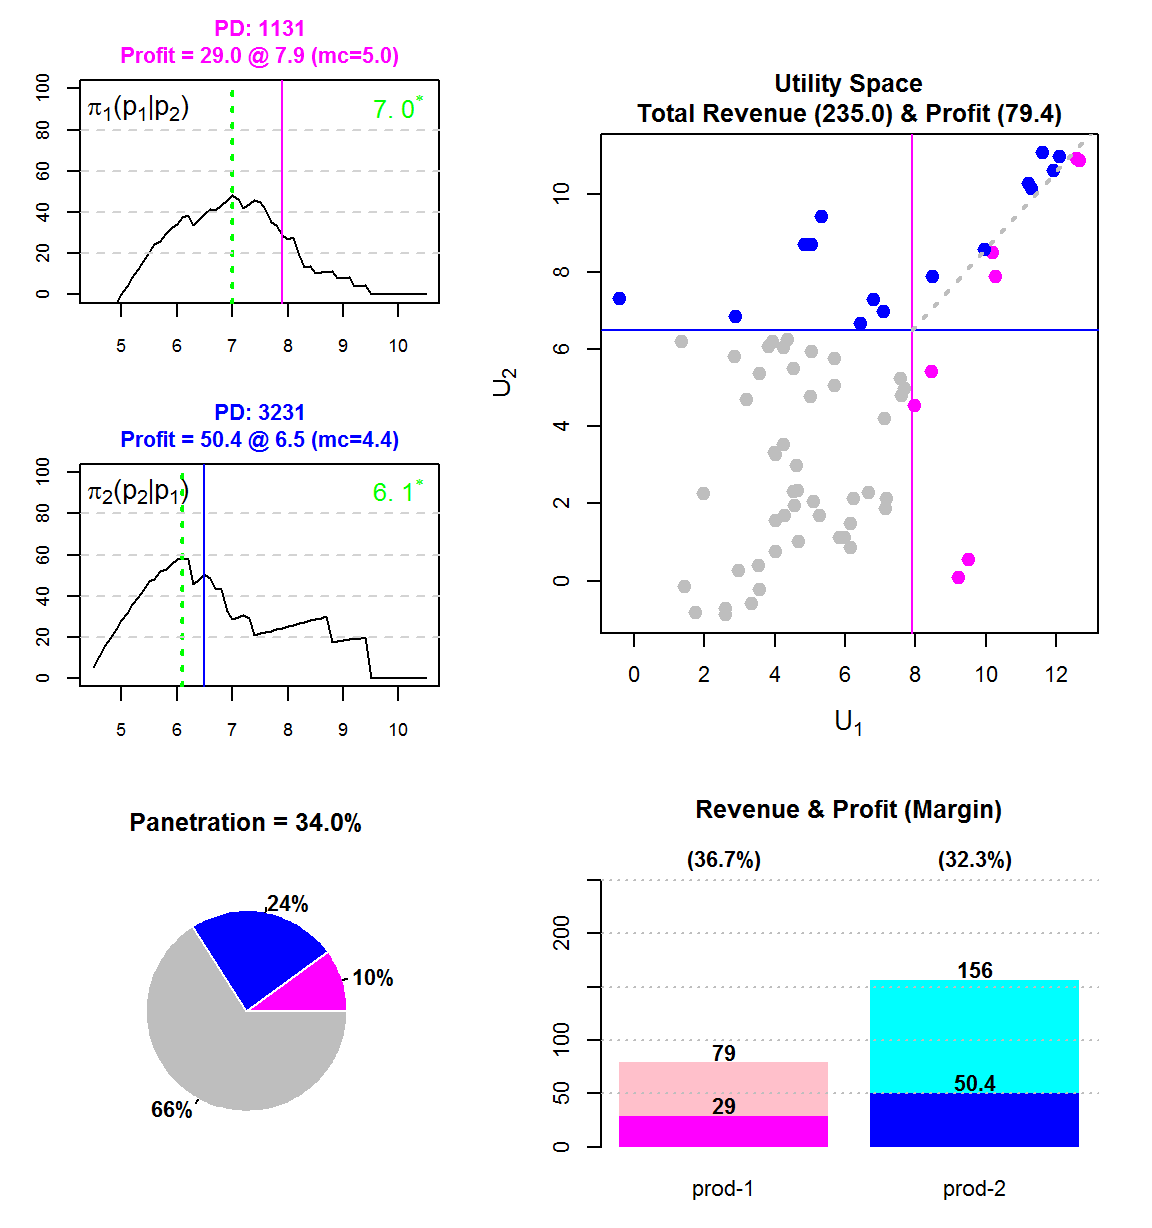 PD: 1131
Profit = 29.0 @ 7.9 (mc=5.0)
π1(p1|p2)
7. 0*
0 20 40 60 80 100
5 6 7 8 9 10
PD: 3231
Profit = 50.4 @ 6.5 (mc=4.4)
π2(p2|p1)
6. 1*
0 20 40 60 80 100
5 6 7 8 9 10
Utility Space
Total Revenue (235.0) & Profit (79.4)
U2
0 2 4 6 8 10
0 2 4 6 8 10 12
U1
Panetration = 34.0%
24%
10%
66%
Revenue & Profit (Margin)
(36.7%) (32.3%)
0 50 100 200
79
29
156
50.4
prod-1 prod-2